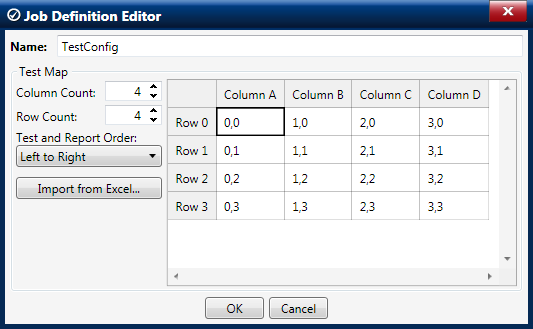 Job Definition Editor
Name: TestConfig
Test Map
Column Count: 4
Row Count: 4
Test and Report Order:
Left to Right
Import from Excel...
Column A Column B Column C Column D
Row 0 0,0 1,0 2,0 3,0
Row 1 0,1 1,1 2,1 3,1
Row 2 0,2 1,2 2,2 3,2
Row 3 0,3 1,3 2,3 3,3
OK Cancel